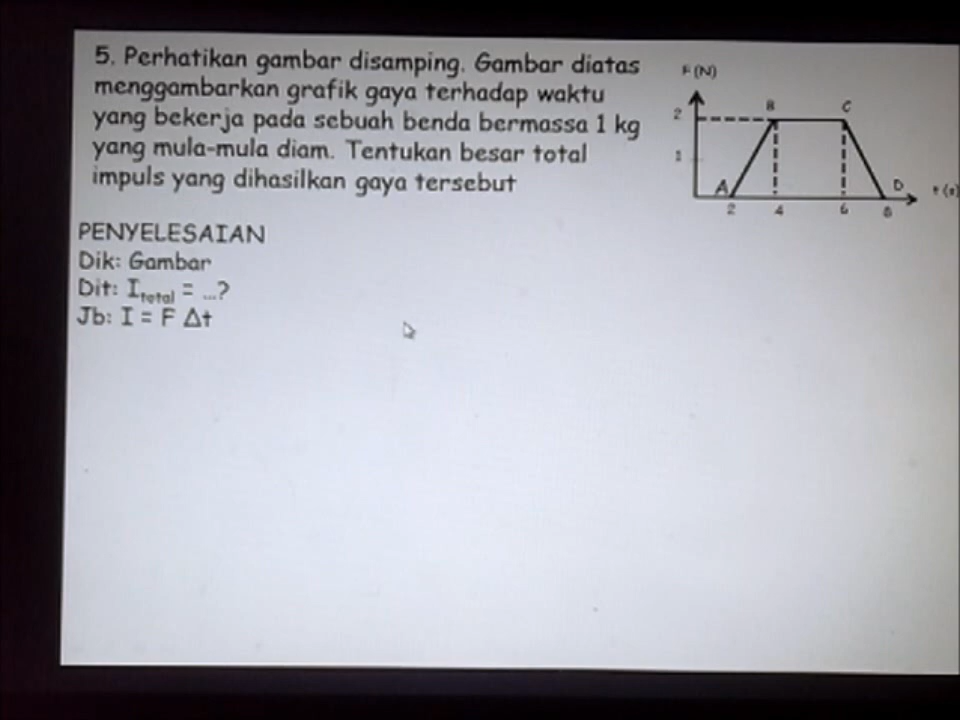 5. Perhatikan gambar disamping. Gambar diatas
menggambarkan grafik gaya terhadap waktu
yang bekerja pada sebuah benda bermassa 1 kg
yang mula-mula diam. Tentukan besar total
impuls yang dihasilkan gaya tersebut
F (N)
2
1
A
B
C
D
t (s)
2
4
6
8
PENYELESAIAN
Dik: Gambar
Dit: I total = ...?
Jb: I = F Δt